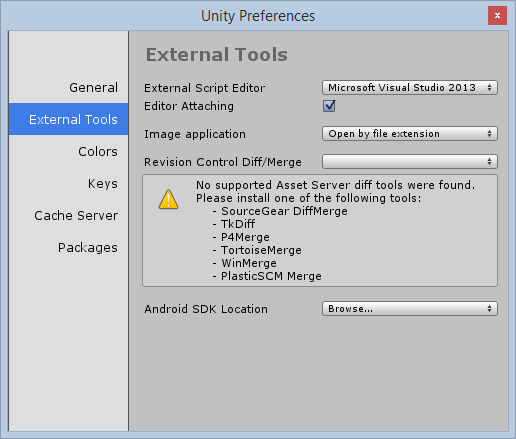 Unity Preferences
External Tools
General
External Tools
Colors
Keys
Cache Server
Packages
External Script Editor Microsoft Visual Studio 2013
Editor Attaching
Image application Open by file extension
Revision Control Diff/Merge
No supported Asset Server diff tools were found.
Please install one of the following tools:
- SourceGear DiffMerge
- TkDiff
- P4Merge
- TortoiseMerge
- WinMerge
- PlasticSCM Merge
Android SDK Location Browse...